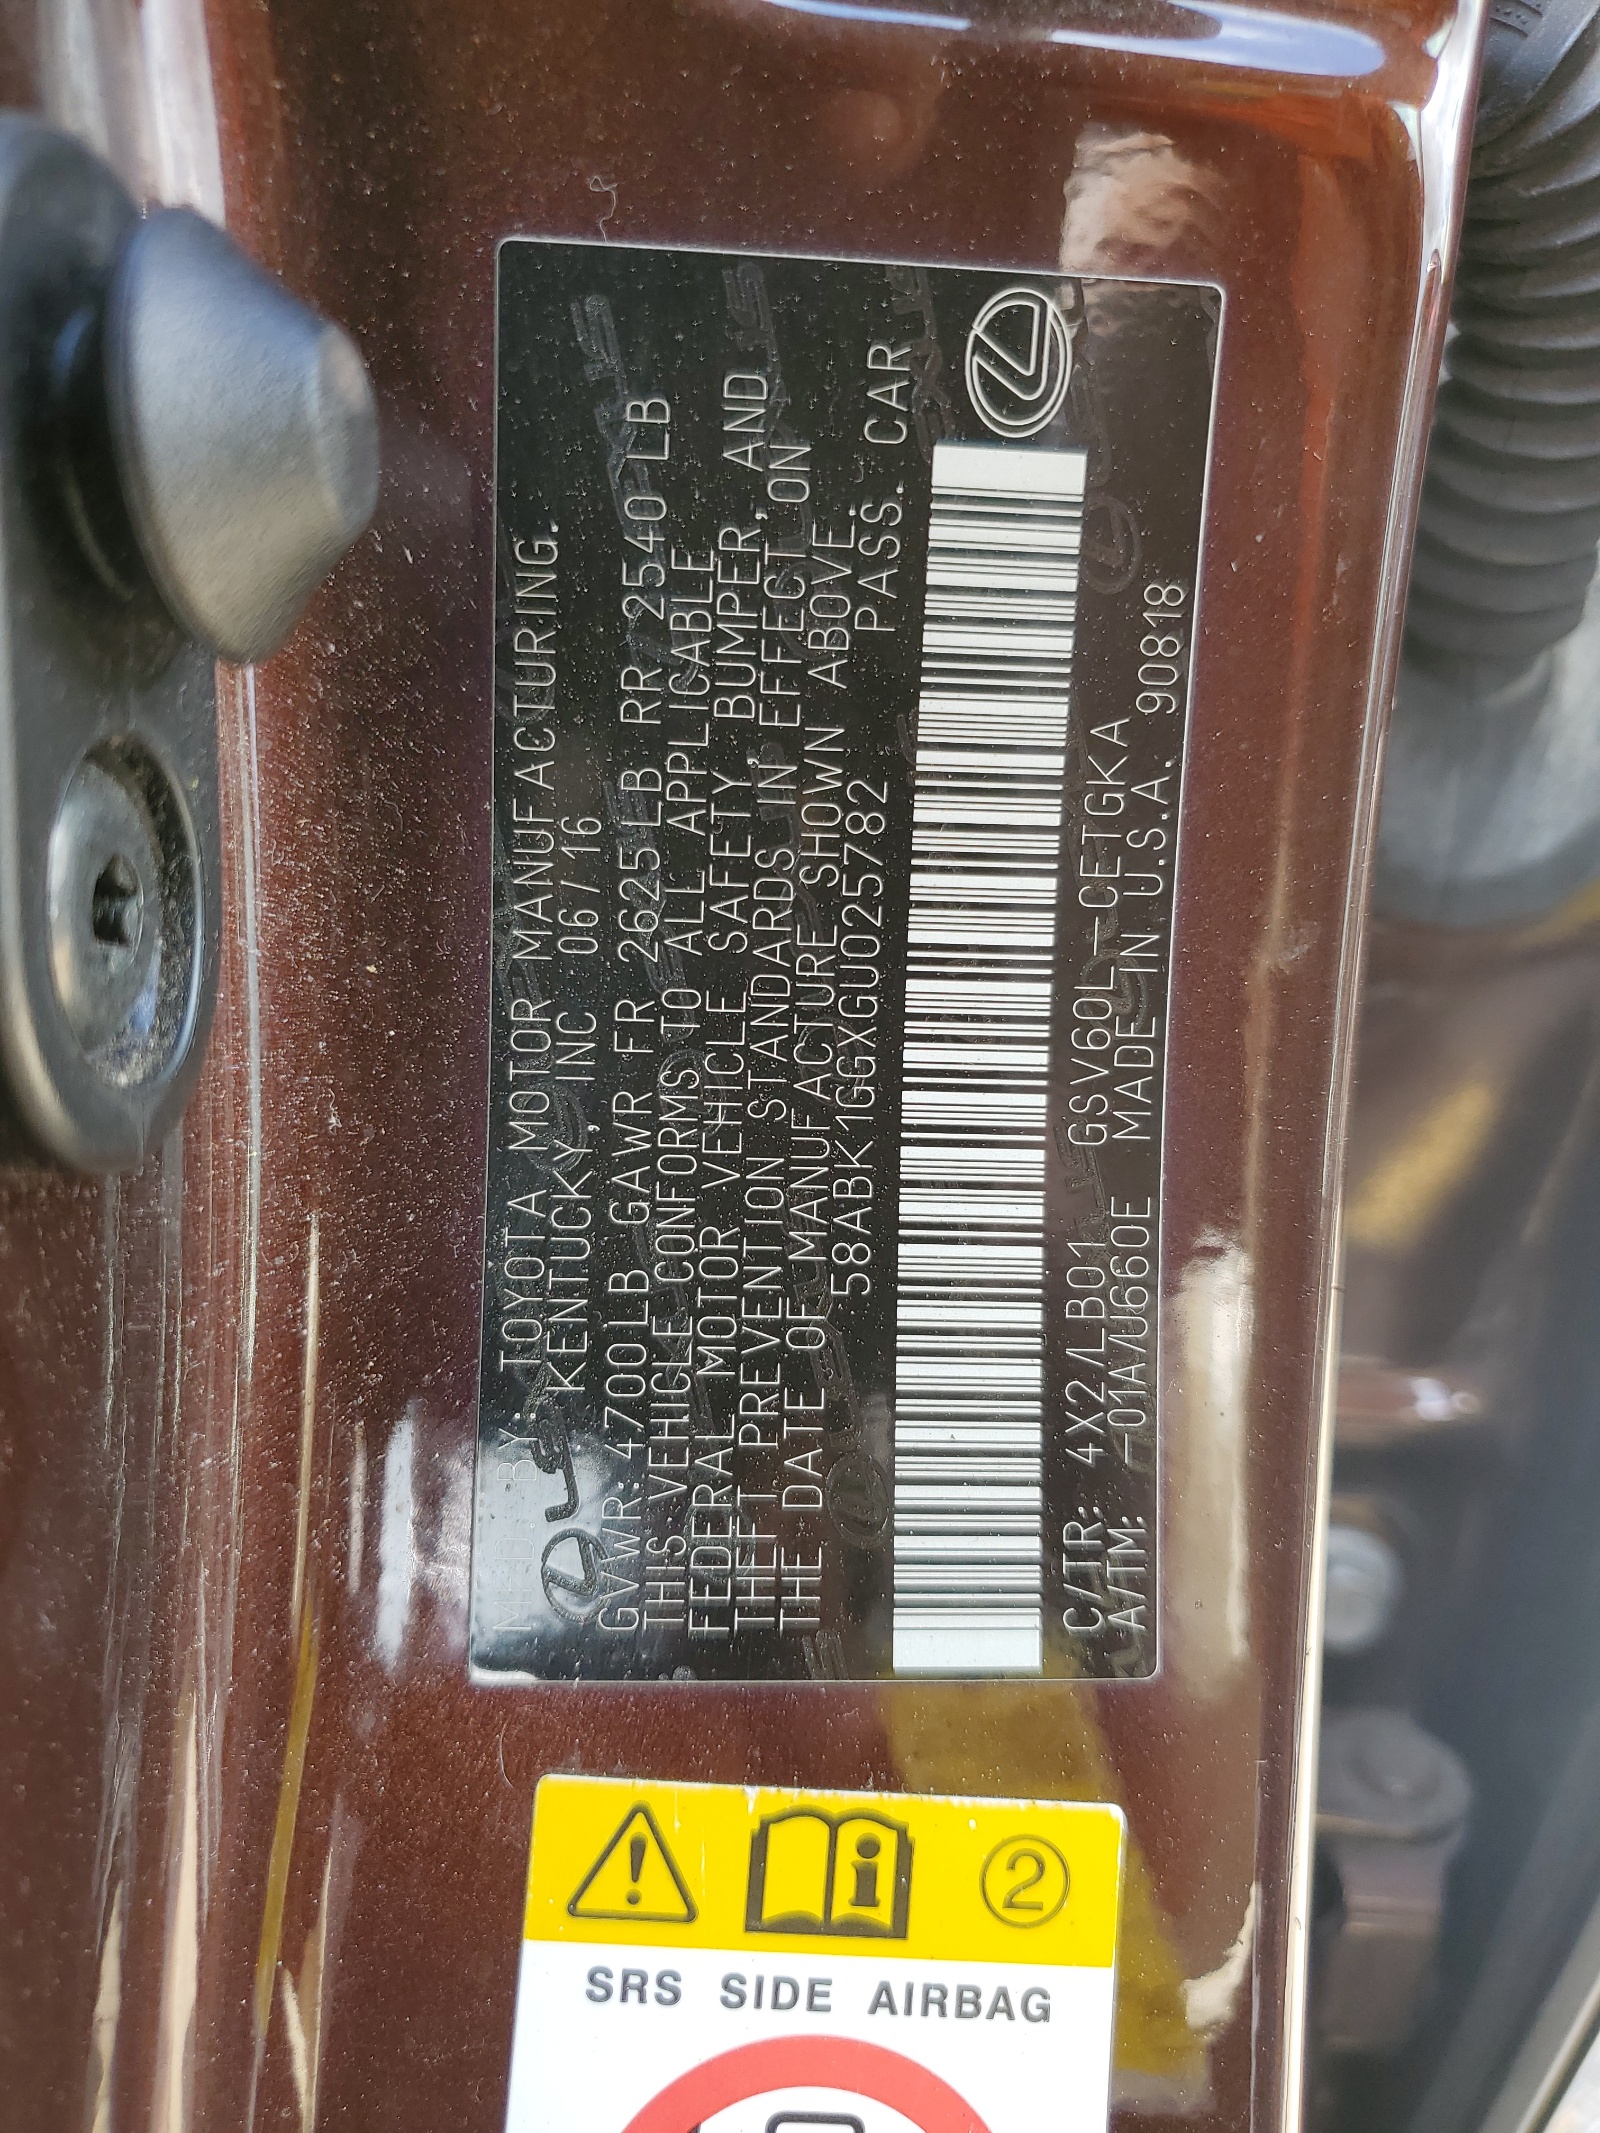 MFD.BY TOYOTA MOTOR MANUFACTURING.
KENTUCKY, INC 06/16
GVWR:4700LB GAWR FR 2625LB RR 2540LB
THIS VEHICLE CONFORMS TO ALL APPLICABLE
FEDERAL MOTOR VEHICLE SAFETY, BUMPER, AND
THEFT PREVENTION STANDARDS IN EFFECT ON
THE DATE OF MANUFACTURE SHOWN ABOVE.
58ABK1GGXGU025782 PASS. CAR
C/TR: 4X2/LB01 GSV60L-CETGKA
A/TM: -01A/U660E MADE IN U.S.A. 90818
2
SRS SIDE AIRBAG